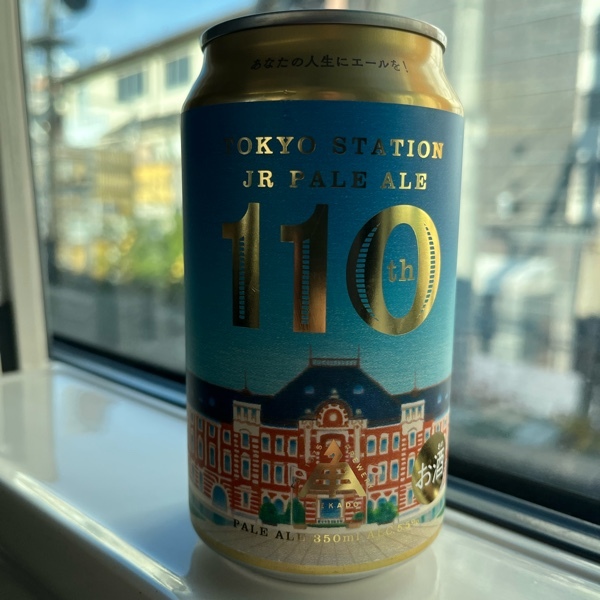 あなたの人生にエールを!
TOKYO STATION
JR PALE ALE
110th
お酒
PALE ALE 350ml